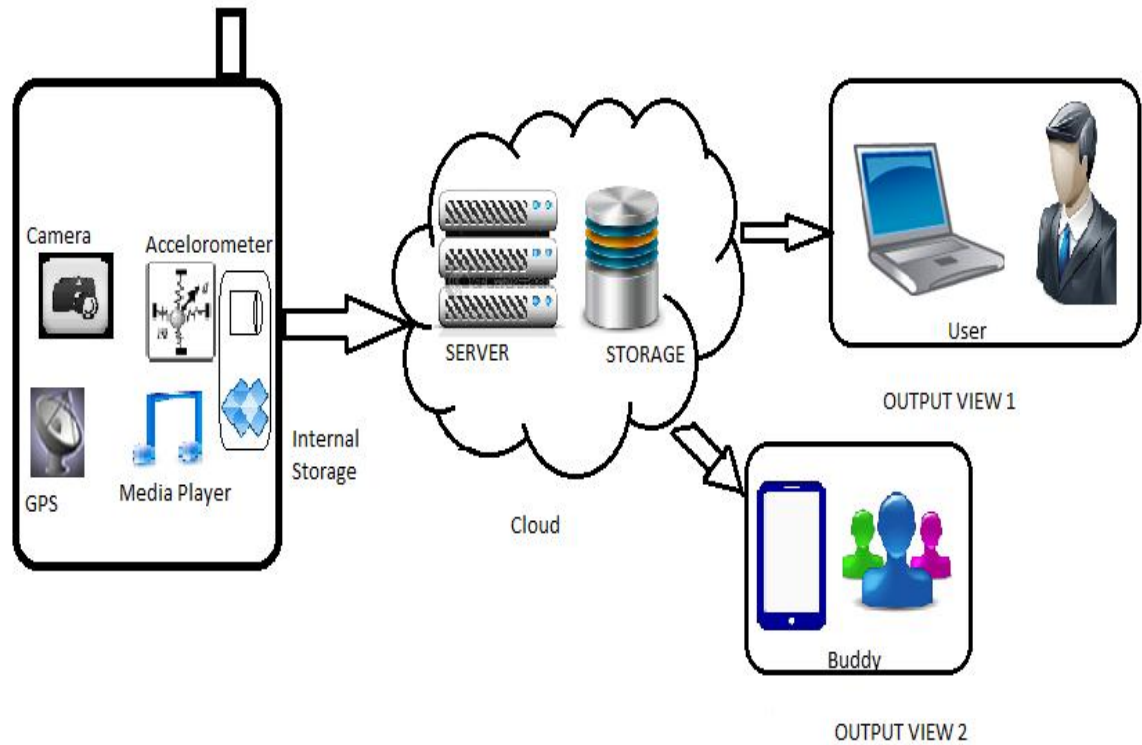 Camera
Accelorometer
GPS
Media Player
Internal
Storage
SERVER
STORAGE
Cloud
User
OUTPUT VIEW 1
Buddy
OUTPUT VIEW 2